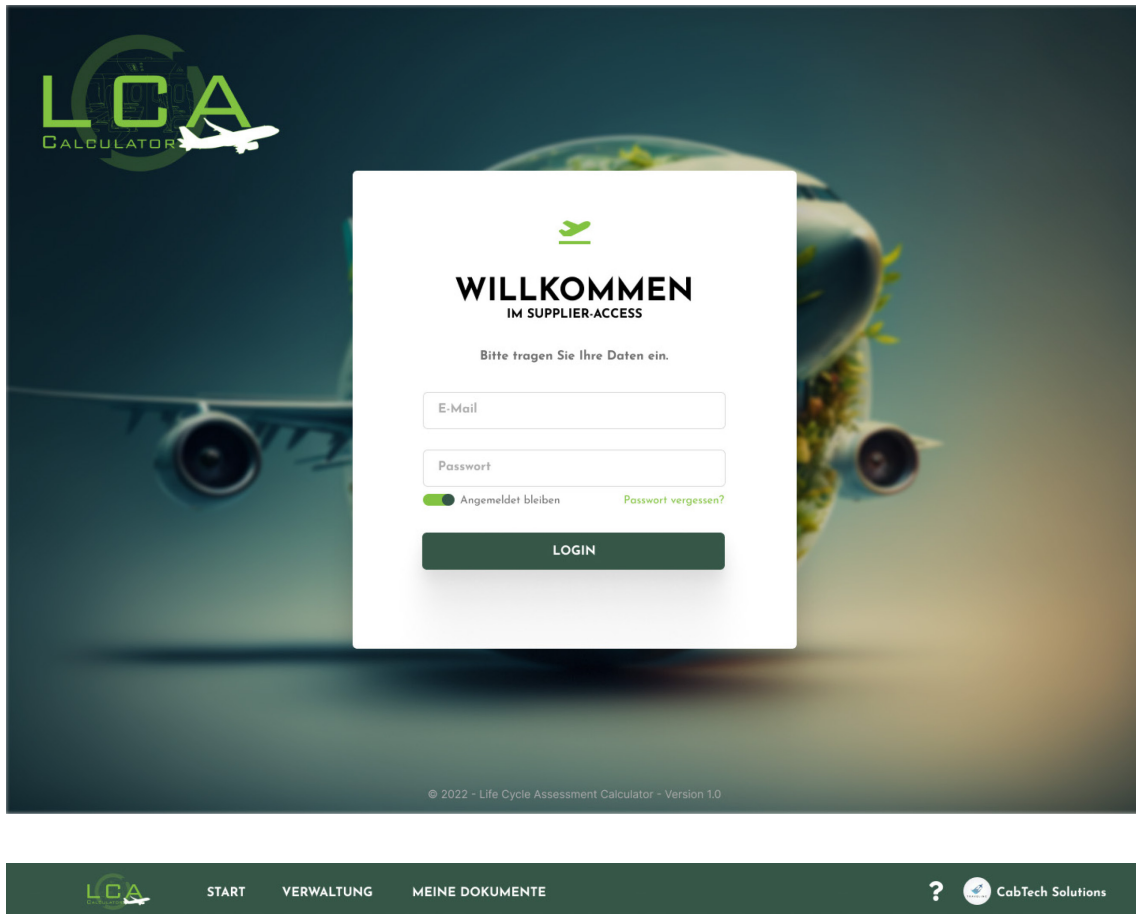 LCA
CALCULATOR
WILLKOMMEN
IM SUPPLIER-ACCESS
Bitte tragen Sie Ihre Daten ein.
E-Mail
Passwort
Angemeldet bleiben Passwort vergessen?
LOGIN
© 2022 - Life Cycle Assessment Calculator - Version 1.0
LCA START VERWALTUNG MEINE DOKUMENTE ? CabTech Solutions